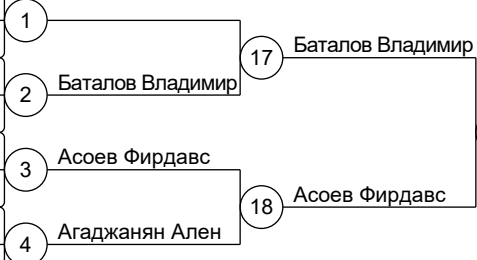 1
17
Баталов Владимир
2
Баталов Владимир
3
Асоев Фирдавс
18
Асоев Фирдавс
4
Агаджанян Ален